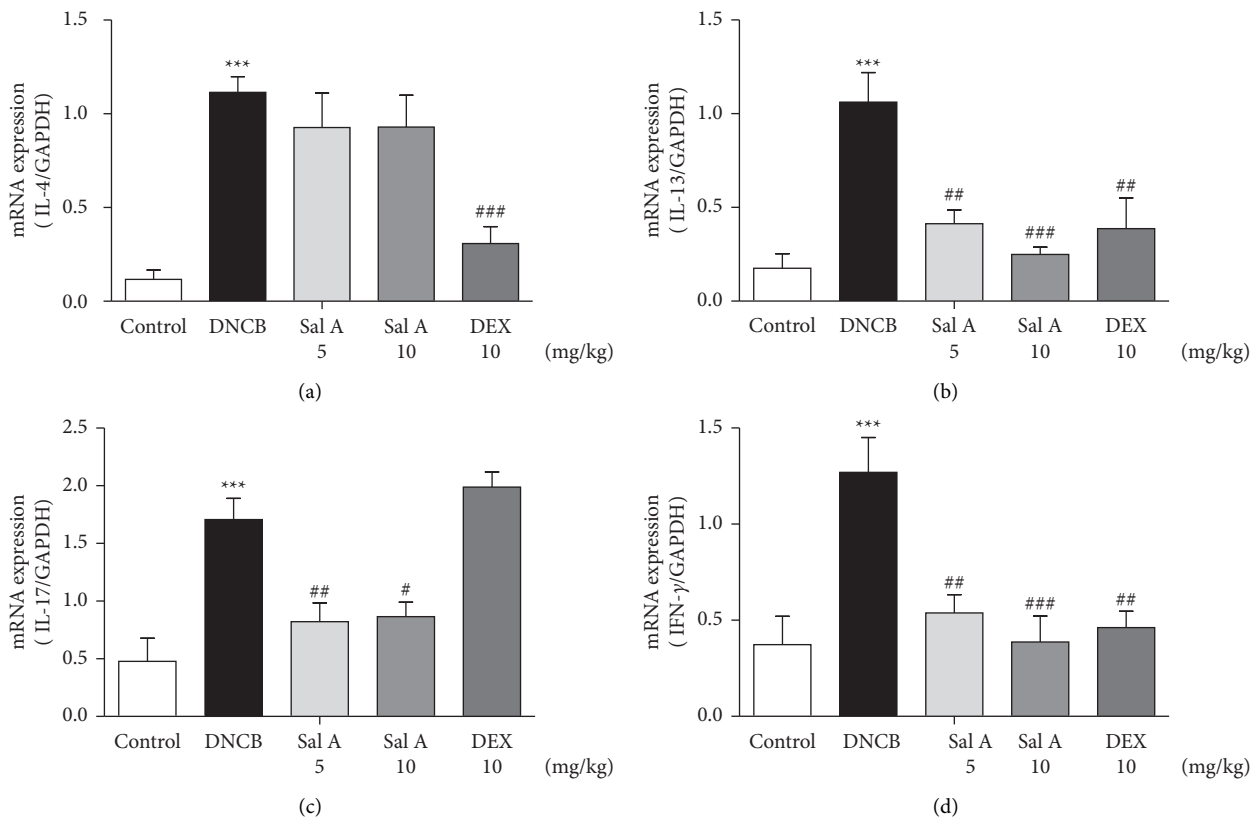 mRNA expression
( IL-4/GAPDH)
1.5
1.0
0.5
0.0
***
###
Control DNCB Sal A Sal A DEX
5 10 10 (mg/kg)
(a)
mRNA expression
( IL-13/GAPDH)
1.5
1.0
0.5
0.0
***
##
###
##
Control DNCB Sal A Sal A DEX
5 10 10 (mg/kg)
(b)
mRNA expression
( IL-17/GAPDH)
2.5
2.0
1.5
1.0
0.5
0.0
***
##
#
Control DNCB Sal A Sal A DEX
5 10 10 (mg/kg)
(c)
mRNA expression
( IFN-γ/GAPDH)
1.5
1.0
0.5
0.0
***
##
###
##
Control DNCB Sal A Sal A DEX
5 10 10 (mg/kg)
(d)